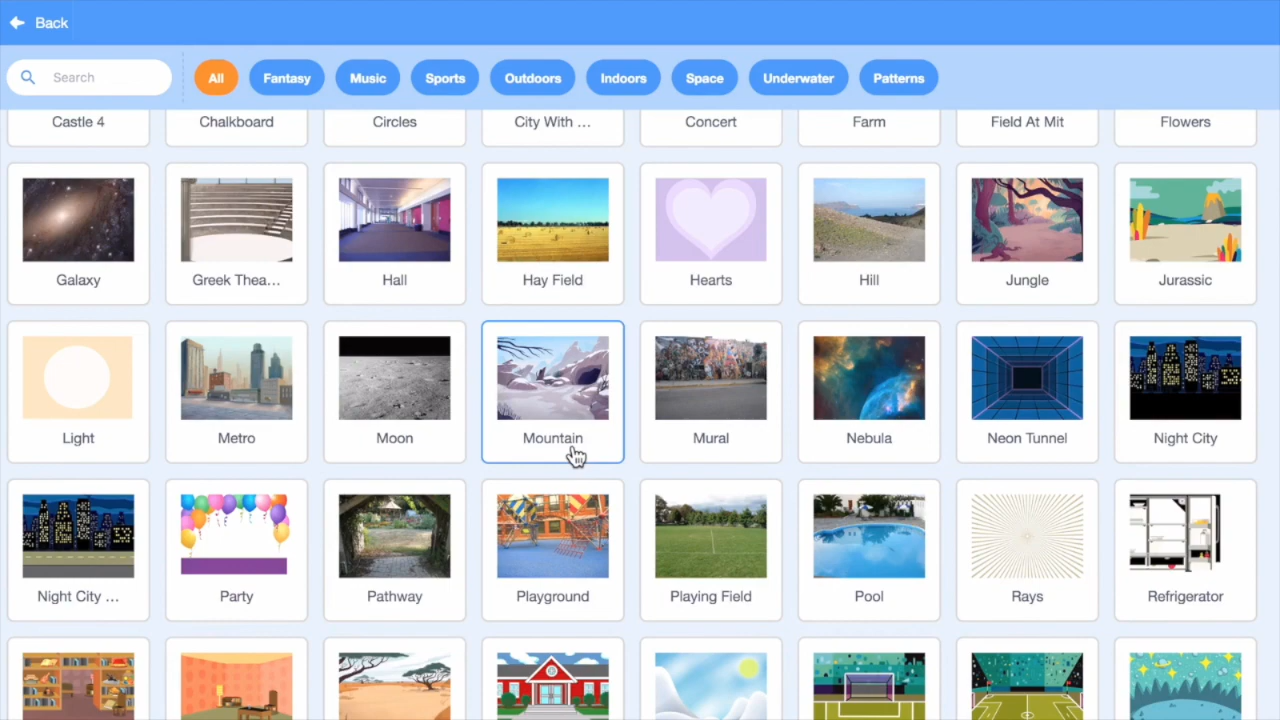 Back
Search
All
Fantasy
Music
Sports
Outdoors
Indoors
Space
Underwater
Patterns
Castle 4
Chalkboard
Circles
City With ...
Concert
Farm
Field At Mit
Flowers
Galaxy
Greek Thea...
Hall
Hay Field
Hearts
Hill
Jungle
Jurassic
Light
Metro
Moon
Mountain
Mural
Nebula
Neon Tunnel
Night City
Night City ...
Party
Pathway
Playground
Playing Field
Pool
Rays
Refrigerator